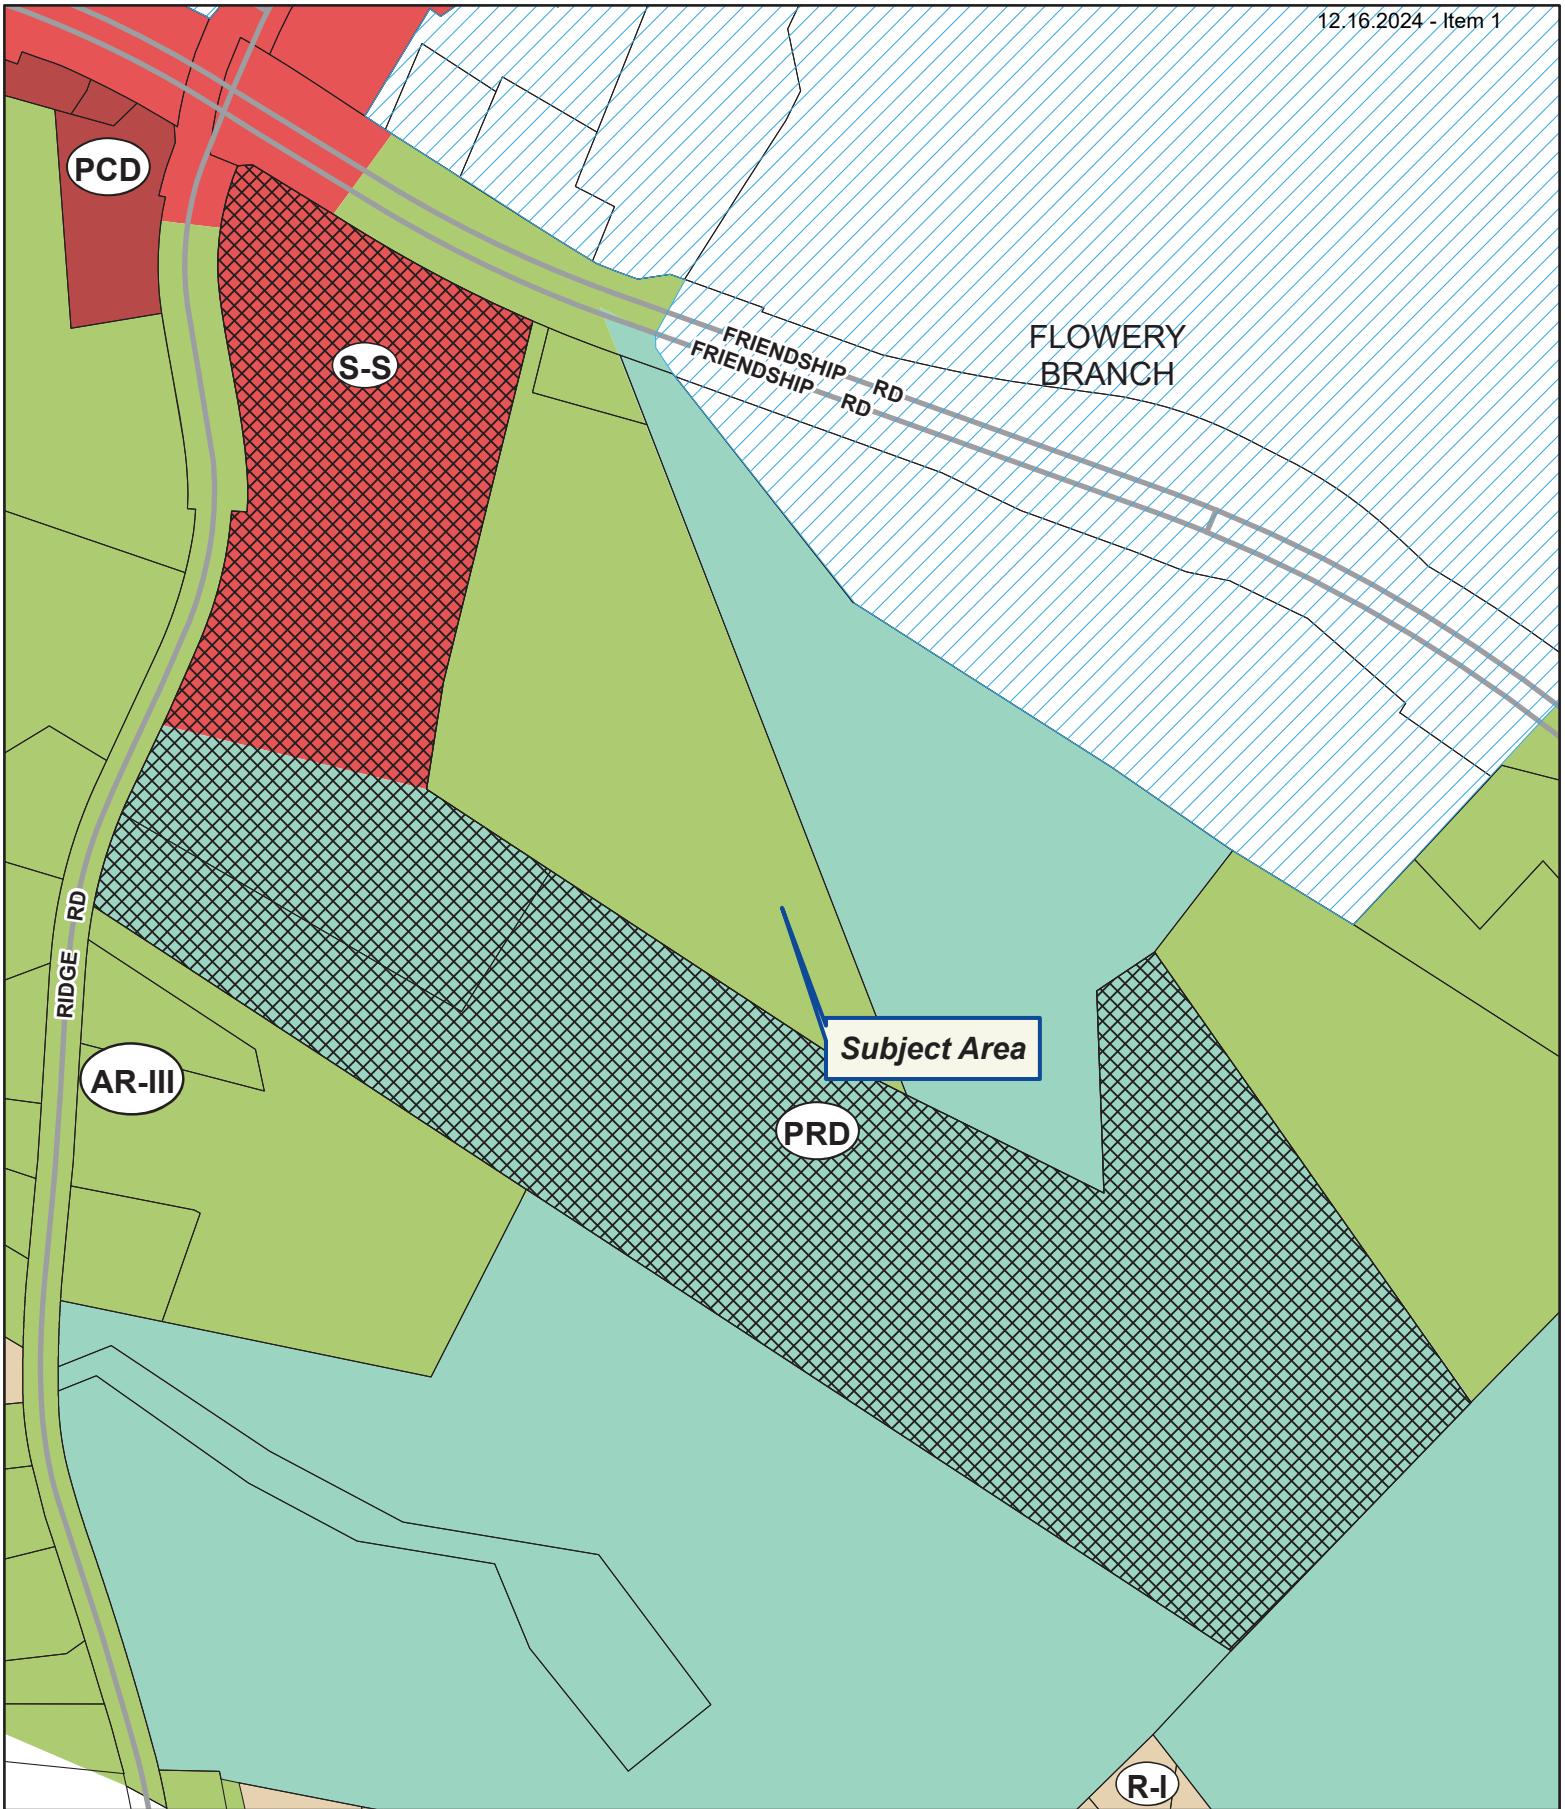 12.16.2024 - Item 1
PCD
S-S
FRIENDSHIP RD
FRIENDSHIP RD
FLOWERY
BRANCH
RIDGE RD
AR-III
Subject Area
PRD
R-I